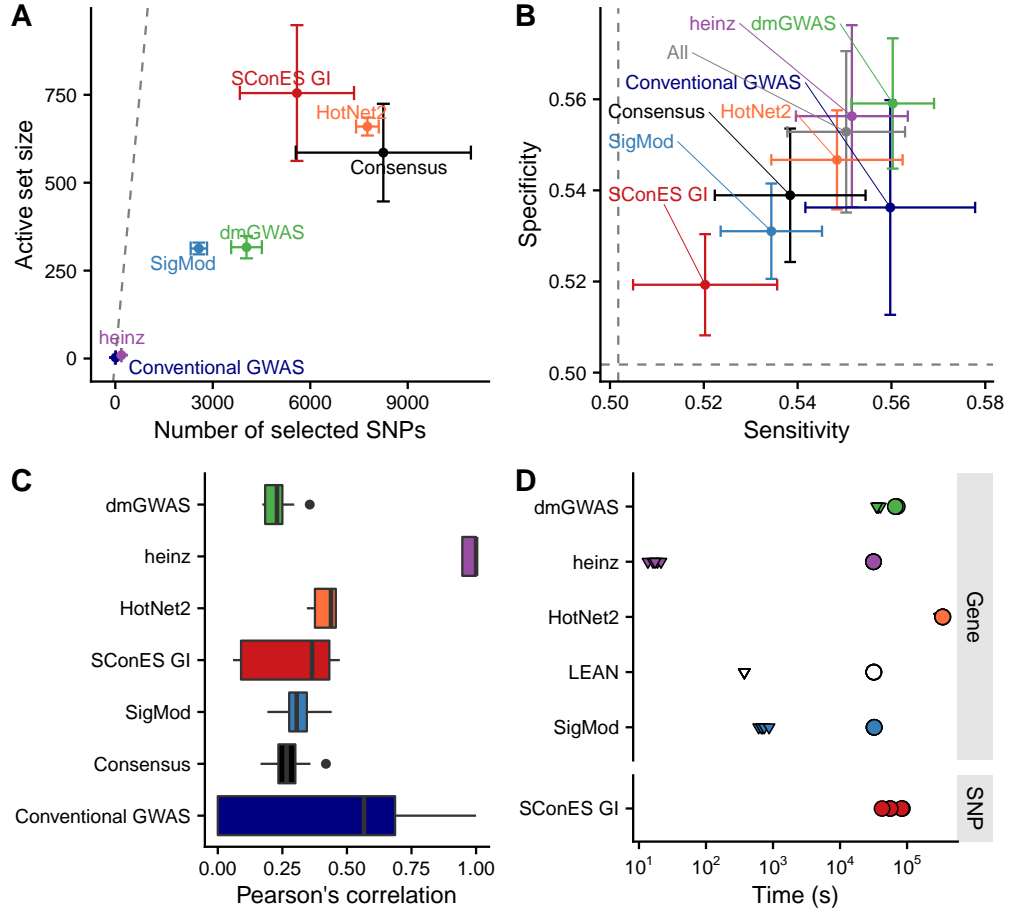 A
Active set size
750
500
250
0
SConES GI
HotNet2
Consensus
dmGWAS
SigMod
heinz
Conventional GWAS
0 3000 6000 9000
Number of selected SNPs
B
Specificity
0.56
0.54
0.52
0.50
heinz dmGWAS
All
Conventional GWAS
Consensus HotNet2
SigMod
SConES GI
0.50 0.52 0.54 0.56 0.58
Sensitivity
C
dmGWAS
heinz
HotNet2
SConES GI
SigMod
Consensus
Conventional GWAS
0.00 0.25 0.50 0.75 1.00
Pearson's correlation
D
dmGWAS
heinz
HotNet2
LEAN
SigMod
SConES GI
Gene
SNP
10¹ 10² 10³ 10⁴ 10⁵
Time (s)